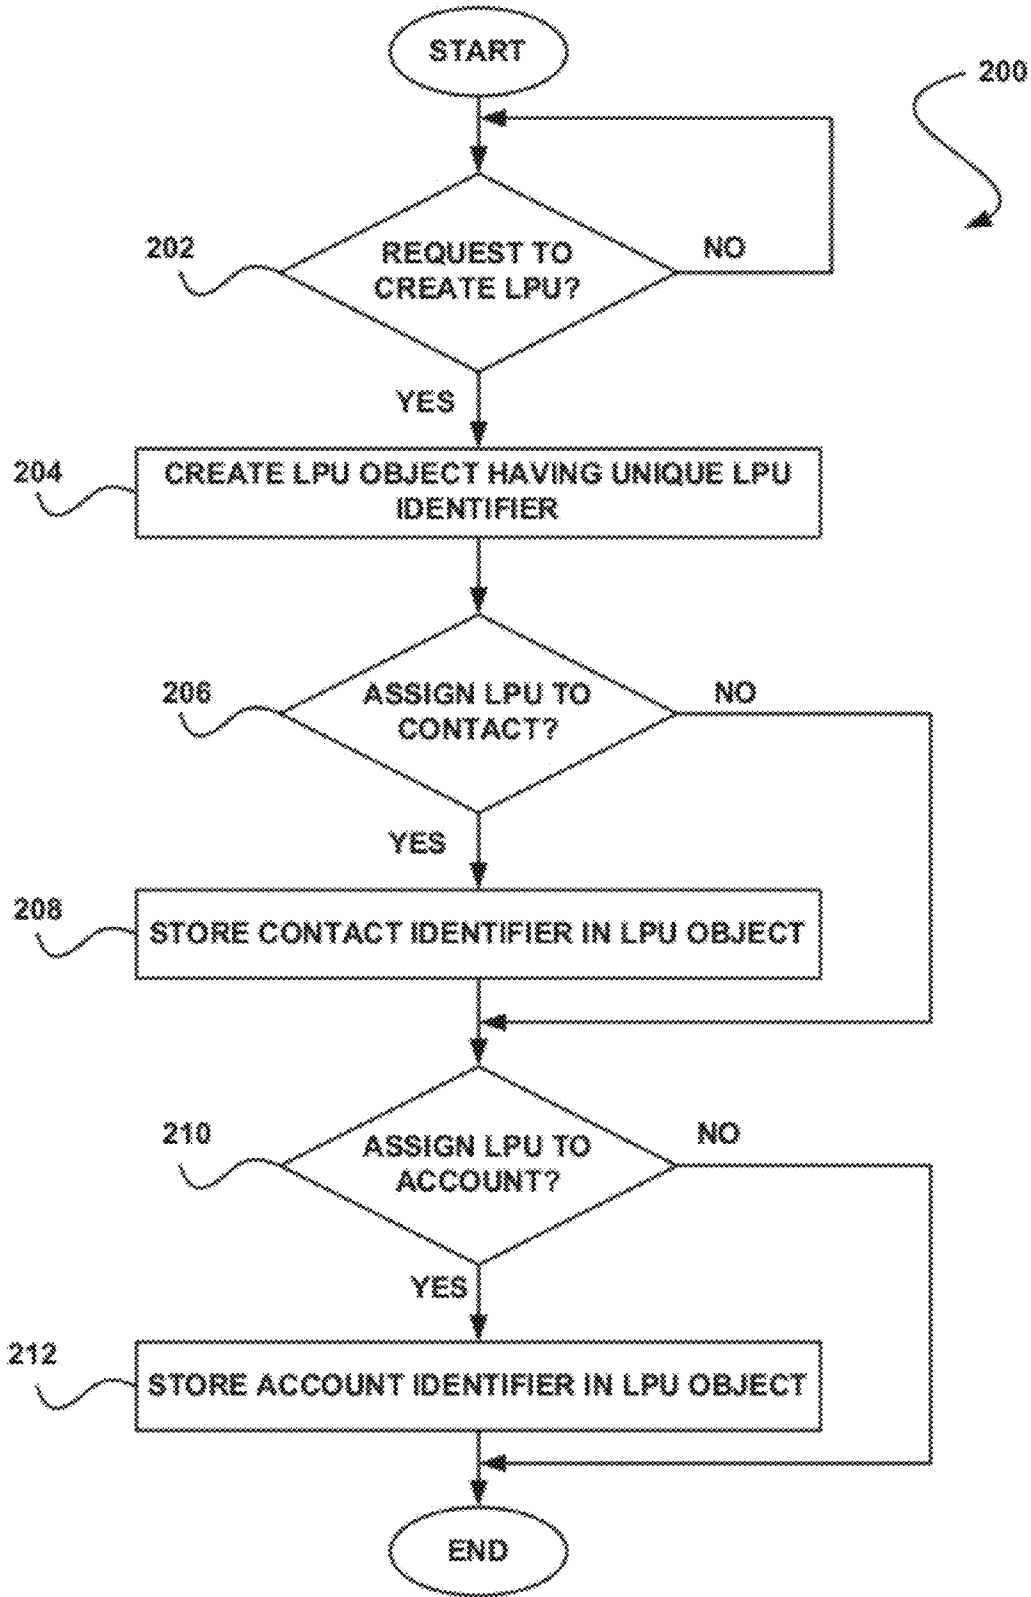 START
200
202
REQUEST TO
CREATE LPU?
NO
YES
204
CREATE LPU OBJECT HAVING UNIQUE LPU
IDENTIFIER
206
ASSIGN LPU TO
CONTACT?
NO
YES
208
STORE CONTACT IDENTIFIER IN LPU OBJECT
210
ASSIGN LPU TO
ACCOUNT?
NO
YES
212
STORE ACCOUNT IDENTIFIER IN LPU OBJECT
END